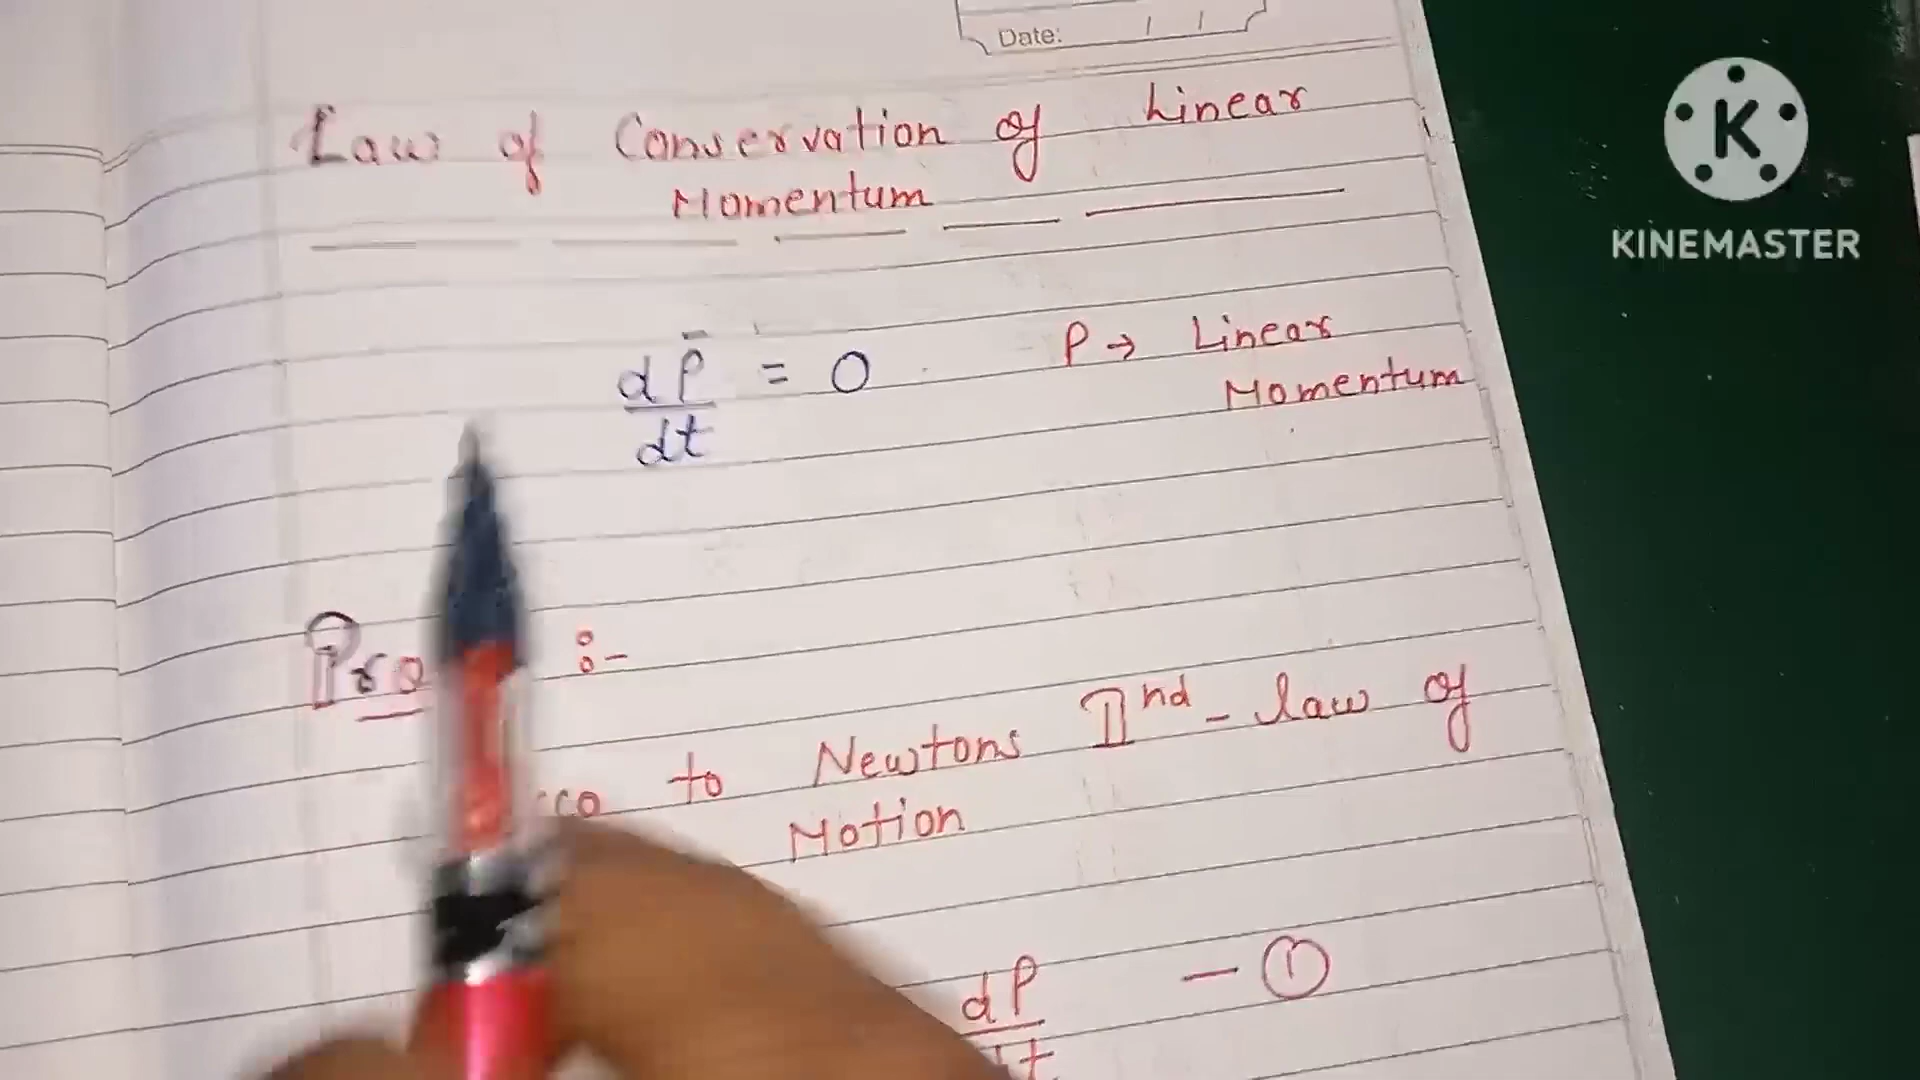 Date: / /
Law of Conservation of Linear
Momentum
dP̄/dt = 0
P → Linear
Momentum
:-
to Newtons IInd - law of
Motion
dP — ①
K
KINEMASTER